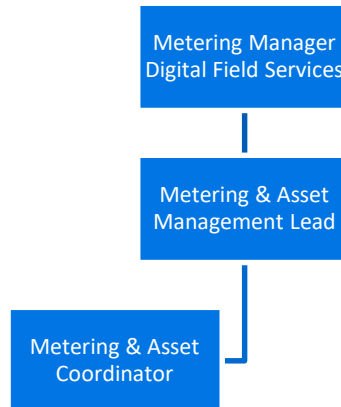 Metering Manager
Digital Field Services
Metering & Asset
Management Lead
Metering & Asset
Coordinator